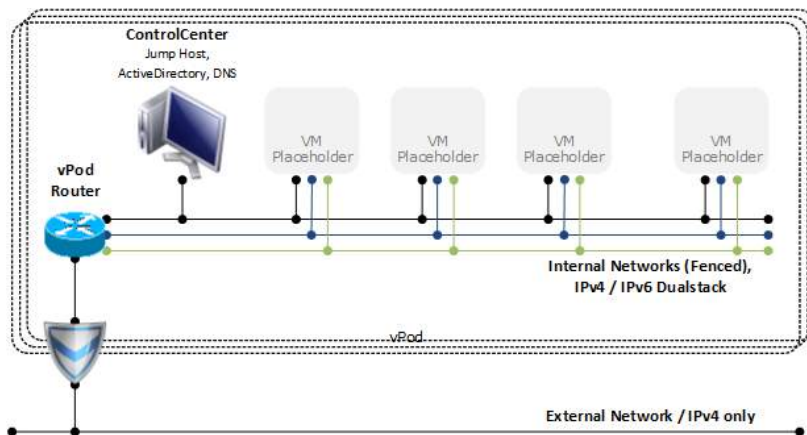 ControlCenter
Jump Host,
ActiveDirectory, DNS
VM
Placeholder
VM
Placeholder
VM
Placeholder
VM
Placeholder
vPod
Router
Internal Networks (Fenced),
IPv4 / IPv6 Dualstack
vPod
External Network / IPv4 only